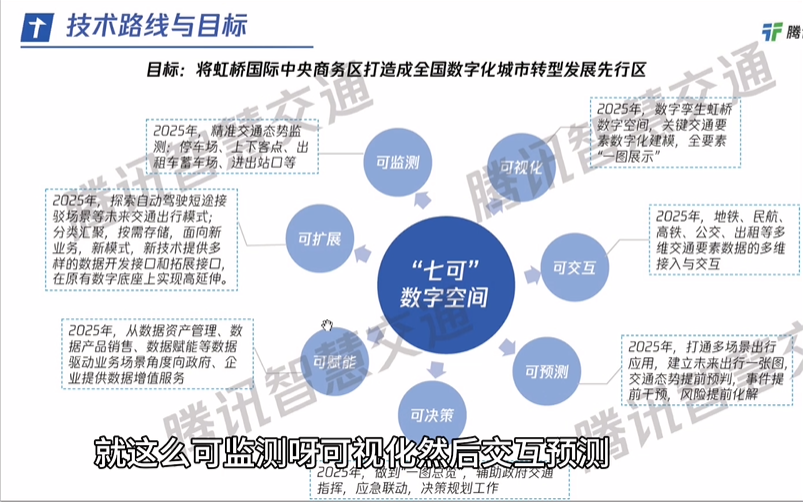 技术路线与目标
腾讯
目标：将虹桥国际中央商务区打造成全国数字化城市转型发展先行区
2025年，精准交通态势监
测；停车场、上下客点、出
租车蓄车场、进出站口等
可监测
可视化
2025年，数字孪生虹桥
数字空间，关键交通要
素数字化建模，全要素
“一图展示”
2025年，探索自动驾驶短途接
驳场景等未来交通出行模式；
分类汇聚，按需存储，面向新
业务，新模式，新技术提供多
样的数据开发接口和拓展接口，
在原有数字底座上实现高延伸。
可扩展
“七可”
数字空间
可交互
2025年，地铁、民航、
高铁、公交、出租等多
维交通要素数据的多维
接入与交互
2025年，从数据资产管理、数
据产品销售、数据赋能等数据
驱动业务场景角度向政府、企
业提供数据增值服务
可赋能
可决策
可预测
2025年，打通多场景出行
应用，建立未来出行一张图，
交通态势提前预判，事件提
前干预，风险提前化解
就这么可监测呀可视化然后交互预测
2025年，做到“一图总览”，辅助政府交通
指挥，应急联动，决策规划工作
腾讯智慧交通
腾讯智慧交通
腾讯智慧交通
腾讯智慧交通